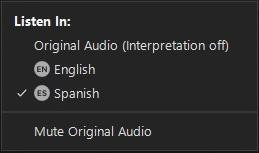 Listen In:
Original Audio (Interpretation off)
EN English
✓ ES Spanish
Mute Original Audio